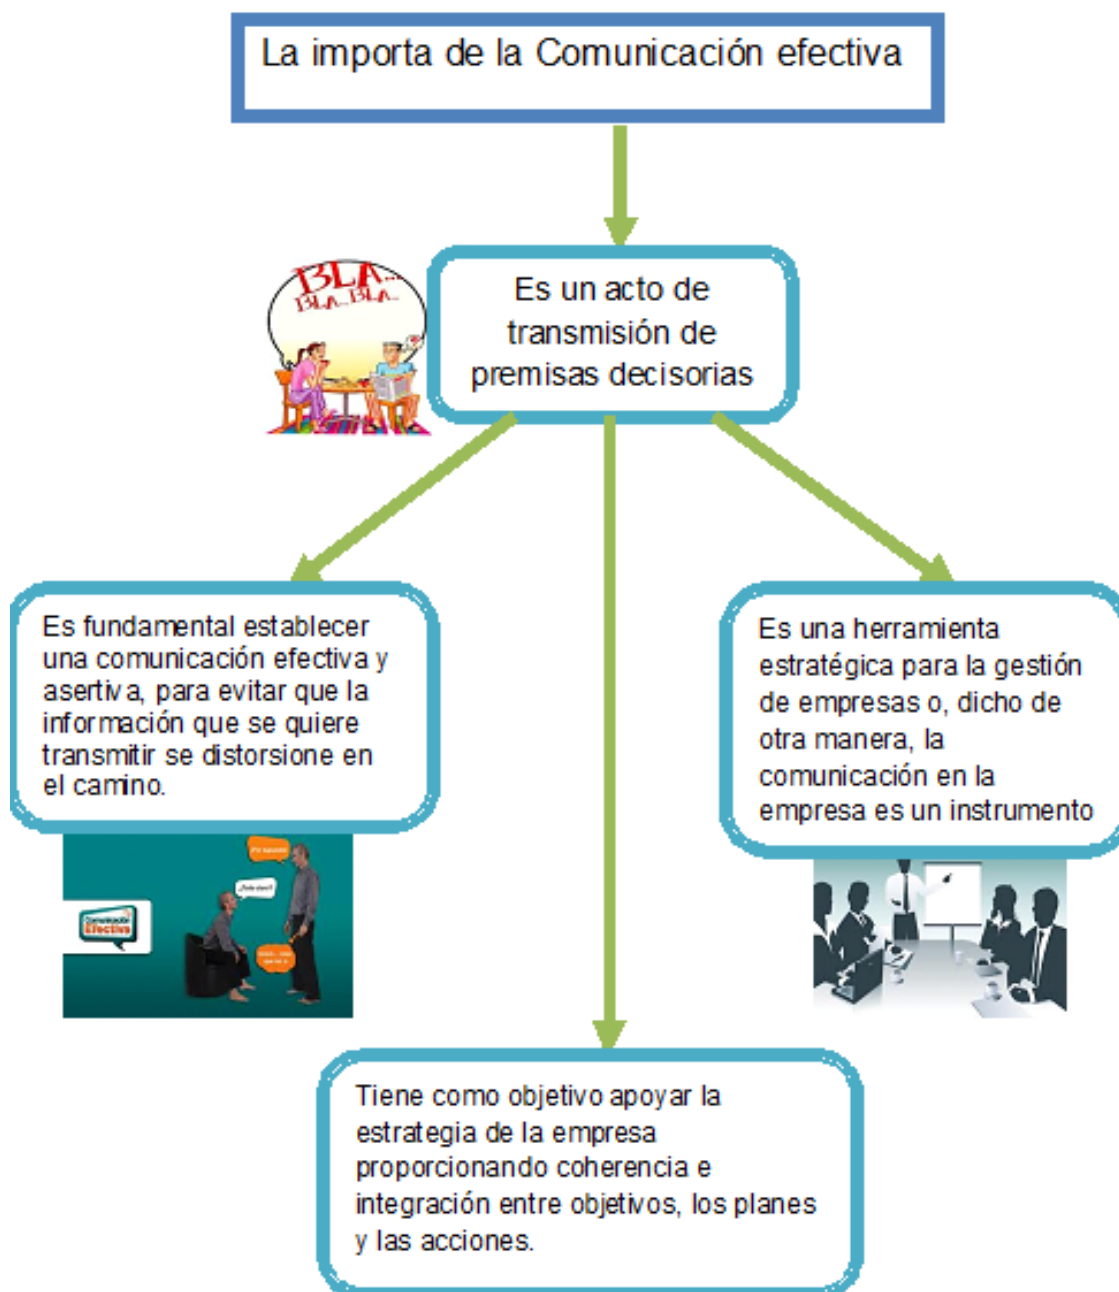 La importa de la Comunicación efectiva
BLA...
BLA..BLA..
Es un acto de
transmisión de
premisas decisorias
Es fundamental establecer
una comunicación efectiva y
asertiva, para evitar que la
información que se quiere
transmitir se distorsione en
el camino.
Es una herramienta
estratégica para la gestión
de empresas o, dicho de
otra manera, la
comunicación en la
empresa es un instrumento
Comunicación
Efectiva
Tiene como objetivo apoyar la
estrategia de la empresa
proporcionando coherencia e
integración entre objetivos, los planes
y las acciones.